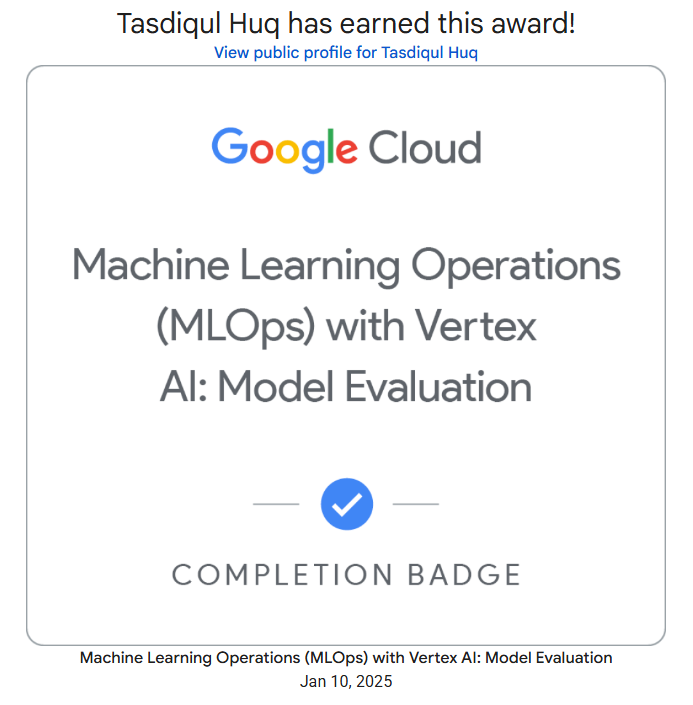 Tasdiqul Huq has earned this award!
View public profile for Tasdiqul Huq
Google Cloud
Machine Learning Operations
(MLOps) with Vertex
AI: Model Evaluation
COMPLETION BADGE
Machine Learning Operations (MLOps) with Vertex AI: Model Evaluation
Jan 10, 2025